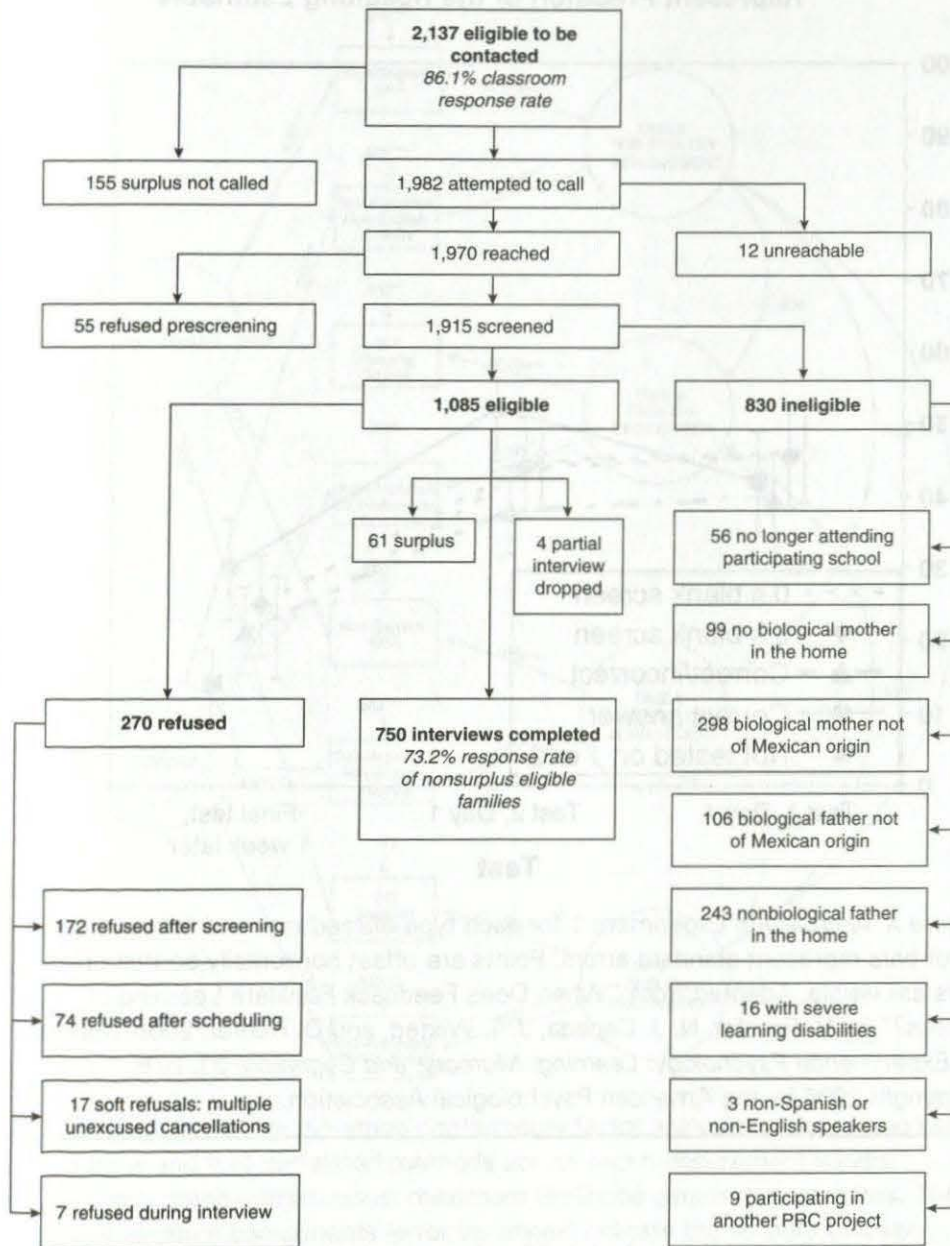 2,137 eligible to be
contacted
86.1% classroom
response rate
155 surplus not called
1,982 attempted to call
1,970 reached
12 unreachable
55 refused prescreening
1,915 screened
1,085 eligible
830 ineligible
61 surplus
4 partial
interview
dropped
56 no longer attending
participating school
99 no biological mother
in the home
270 refused
750 interviews completed
73.2% response rate
of nonsurplus eligible
families
298 biological mother not
of Mexican origin
106 biological father not
of Mexican origin
172 refused after screening
243 nonbiological father
in the home
74 refused after scheduling
16 with severe
learning disabilities
17 soft refusals: multiple
unexcused cancellations
3 non-Spanish or
non-English speakers
7 refused during interview
9 participating in
another PRC project